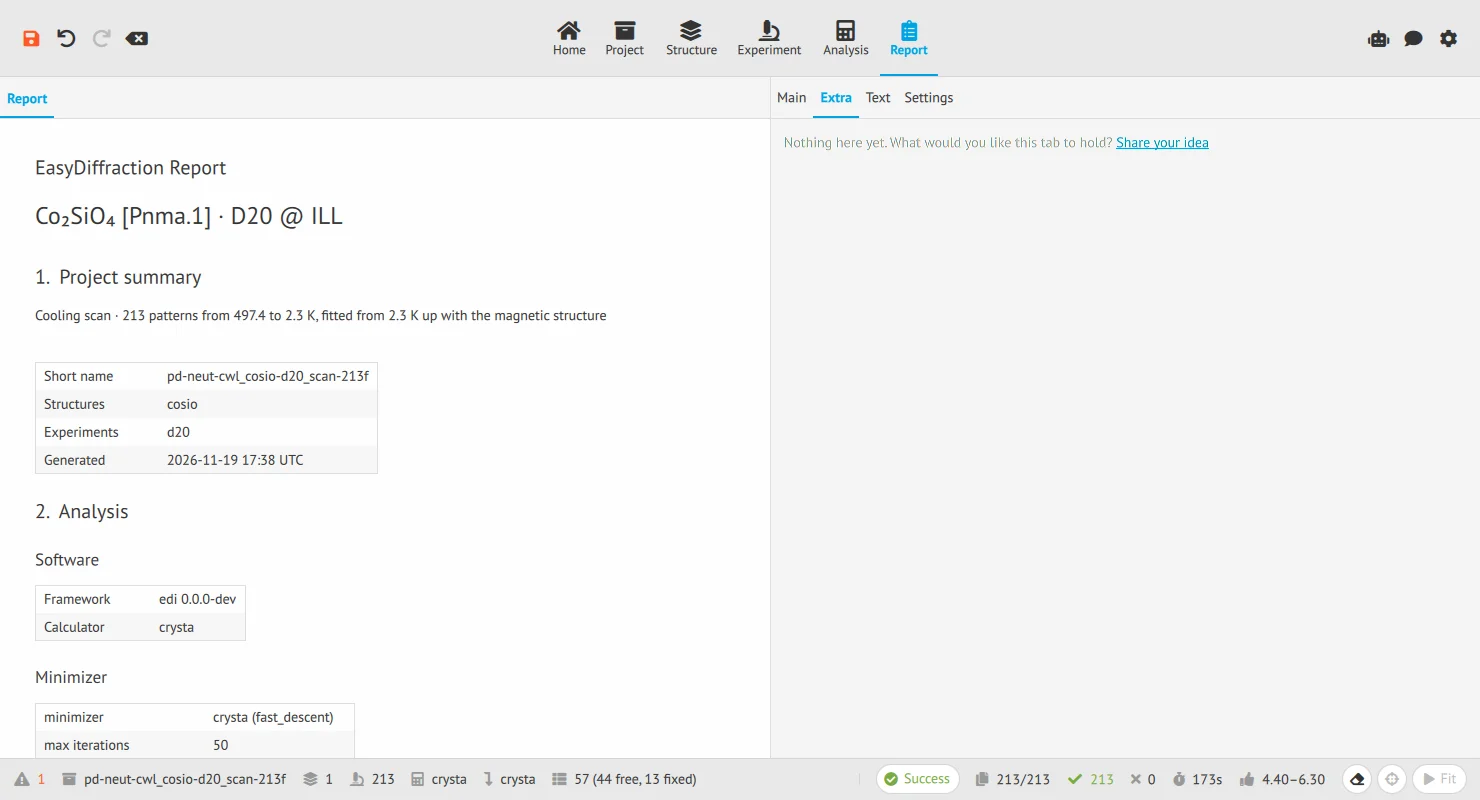 Home Project Structure Experiment Analysis Report
Report
Main Extra Text Settings
Nothing here yet. What would you like this tab to hold? Share your idea
EasyDiffraction Report
Co₂SiO₄ [Pnma.1] · D20 @ ILL
1. Project summary
Cooling scan · 213 patterns from 497.4 to 2.3 K, fitted from 2.3 K up with the magnetic structure
Short name pd-neut-cwl_cosio-d20_scan-213f
Structures cosio
Experiments d20
Generated 2026-11-19 17:38 UTC
2. Analysis
Software
Framework edi 0.0.0-dev
Calculator crysta
Minimizer
minimizer crysta (fast_descent)
max iterations 50
1 pd-neut-cwl_cosio-d20_scan-213f 1 213 crysta crysta 57 (44 free, 13 fixed) Success 213/213 213 0 173s 4.40–6.30 Fit